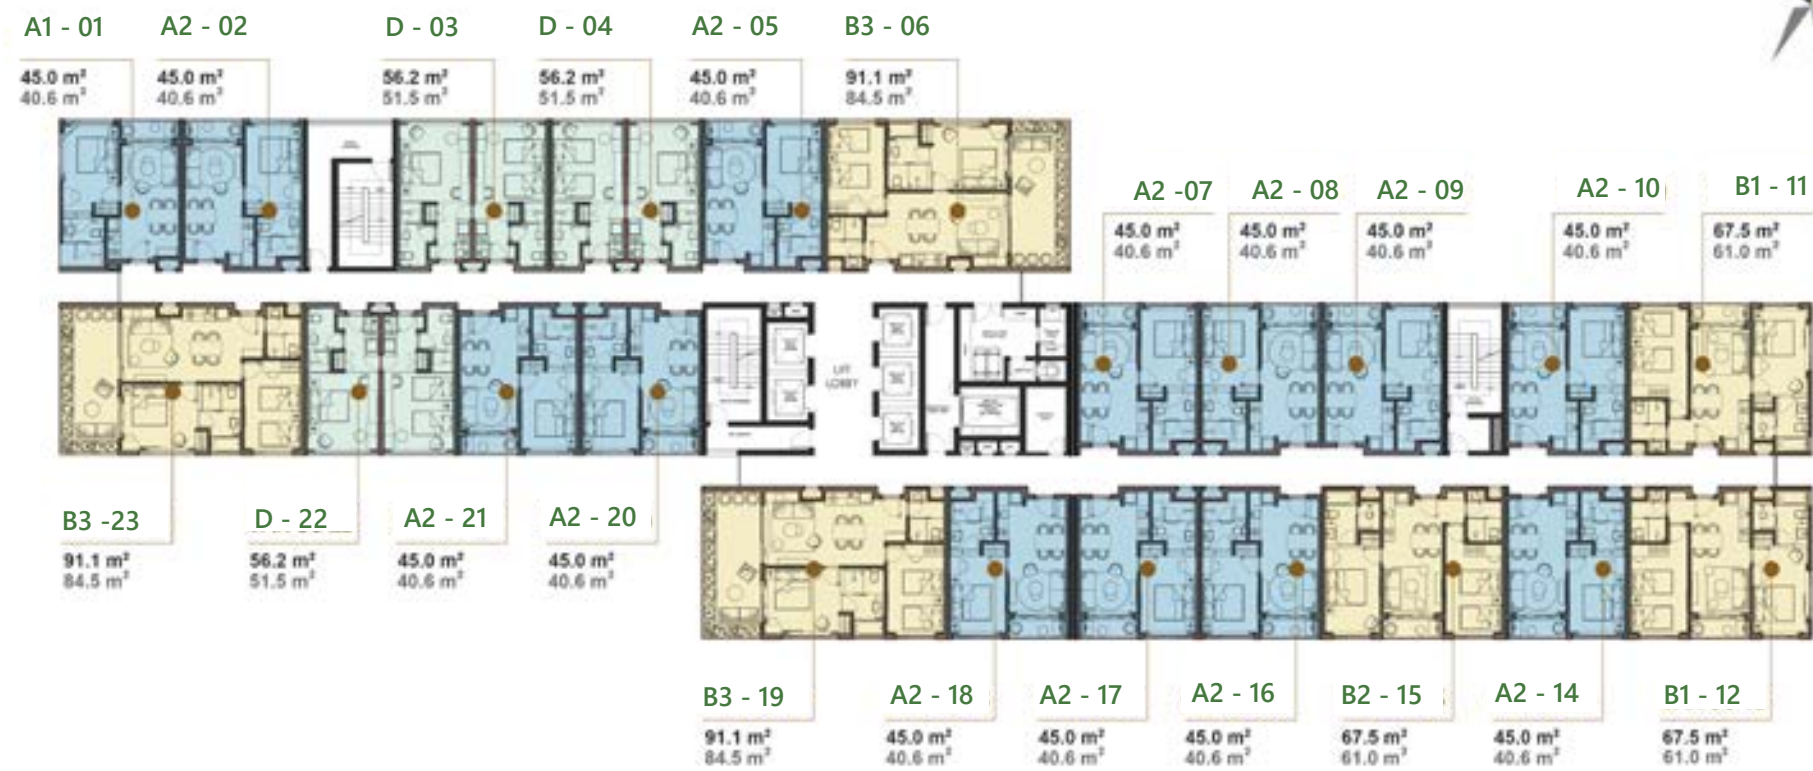 A1 - 01
45.0 m²
40.6 m²
A2 - 02
45.0 m²
40.6 m²
D - 03
56.2 m²
51.5 m²
D - 04
56.2 m²
51.5 m²
A2 - 05
45.0 m²
40.6 m²
B3 - 06
91.1 m²
84.5 m²
A2 -07
45.0 m²
40.6 m²
A2 - 08
45.0 m²
40.6 m²
A2 - 09
45.0 m²
40.6 m²
A2 - 10
45.0 m²
40.6 m²
B1 - 11
67.5 m²
61.0 m²
LIFT
LOBBY
B3 -23
91.1 m²
84.5 m²
D - 22
56.2 m²
51.5 m²
A2 - 21
45.0 m²
40.6 m²
A2 - 20
45.0 m²
40.6 m²
B3 - 19
91.1 m²
84.5 m²
A2 - 18
45.0 m²
40.6 m²
A2 - 17
45.0 m²
40.6 m²
A2 - 16
45.0 m²
40.6 m²
B2 - 15
67.5 m²
61.0 m²
A2 - 14
45.0 m²
40.6 m²
B1 - 12
67.5 m²
61.0 m²